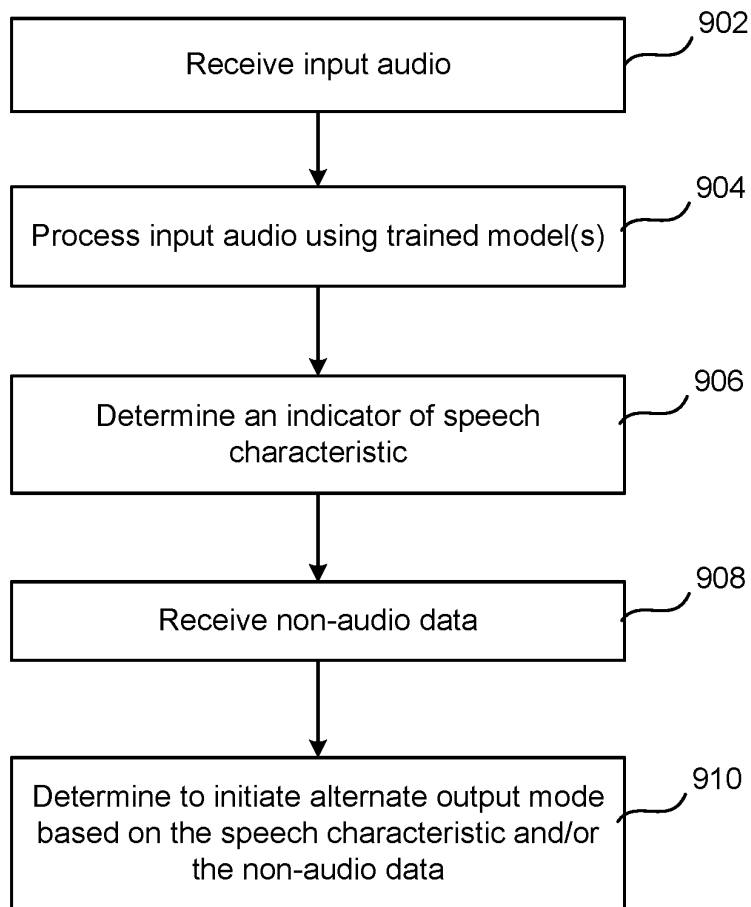 902
Receive input audio
904
Process input audio using trained model(s)
906
Determine an indicator of speech
characteristic
908
Receive non-audio data
910
Determine to initiate alternate output mode
based on the speech characteristic and/or
the non-audio data